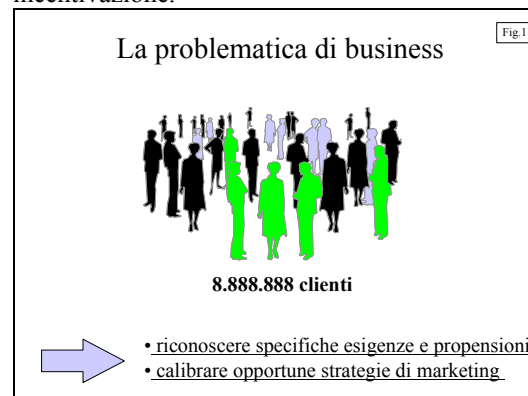 Fig.1
La problematica di business
8.888.888 clienti
• riconoscere specifiche esigenze e propensioni
• calibrare opportune strategie di marketing